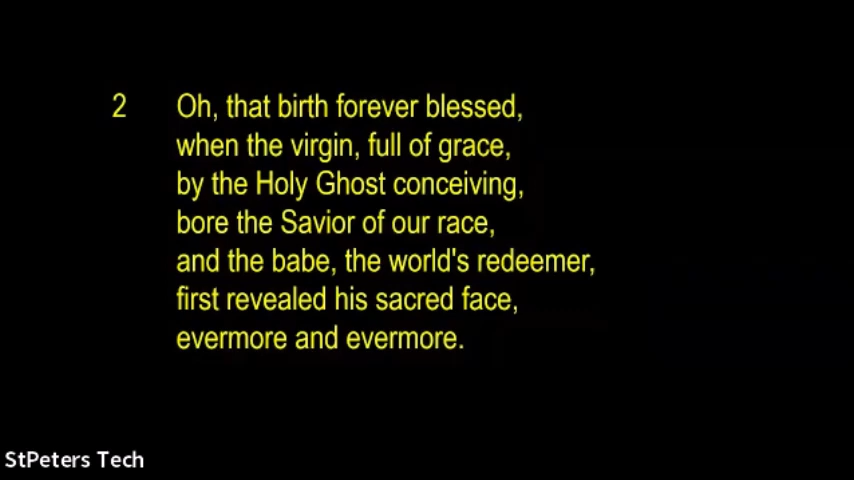 2 Oh, that birth forever blessed,
when the virgin, full of grace,
by the Holy Ghost conceiving,
bore the Savior of our race,
and the babe, the world's redeemer,
first revealed his sacred face,
evermore and evermore.
StPeters Tech